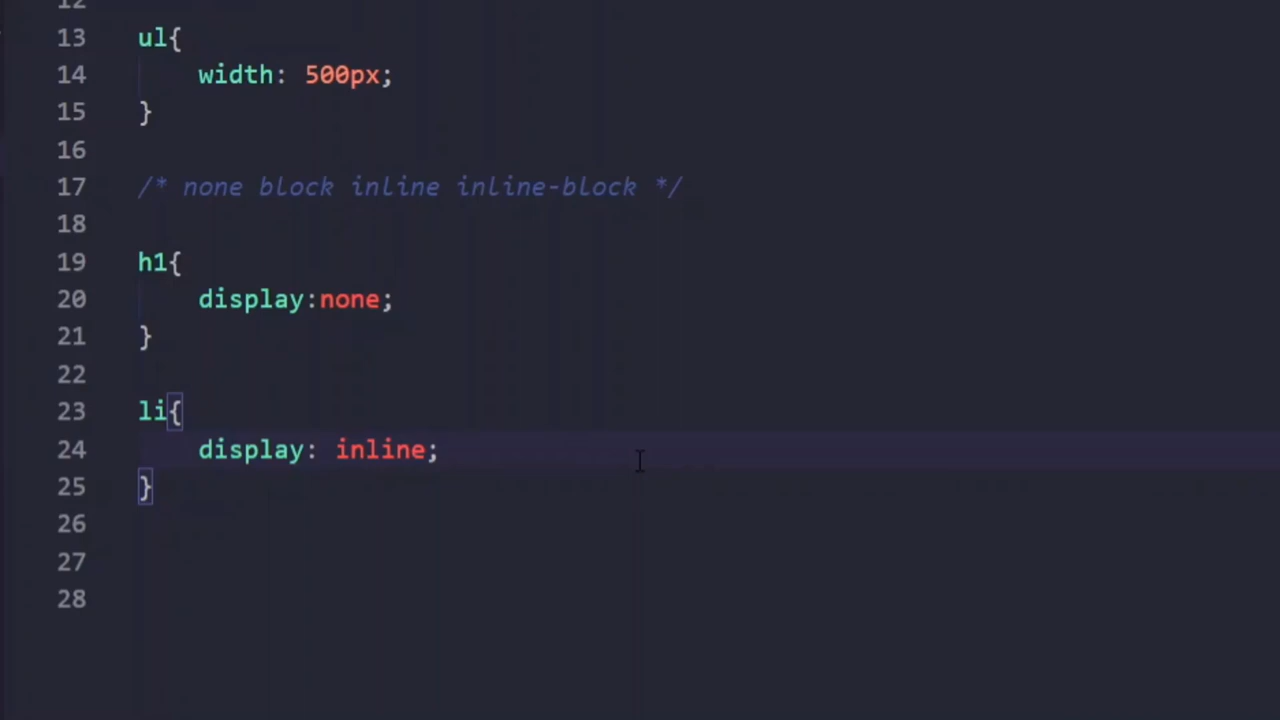 12
13 ul{
14 width: 500px;
15 }
16
17 /* none block inline inline-block */
18
19 h1{
20 display:none;
21 }
22
23 li{
24 display: inline;
25 }
26
27
28